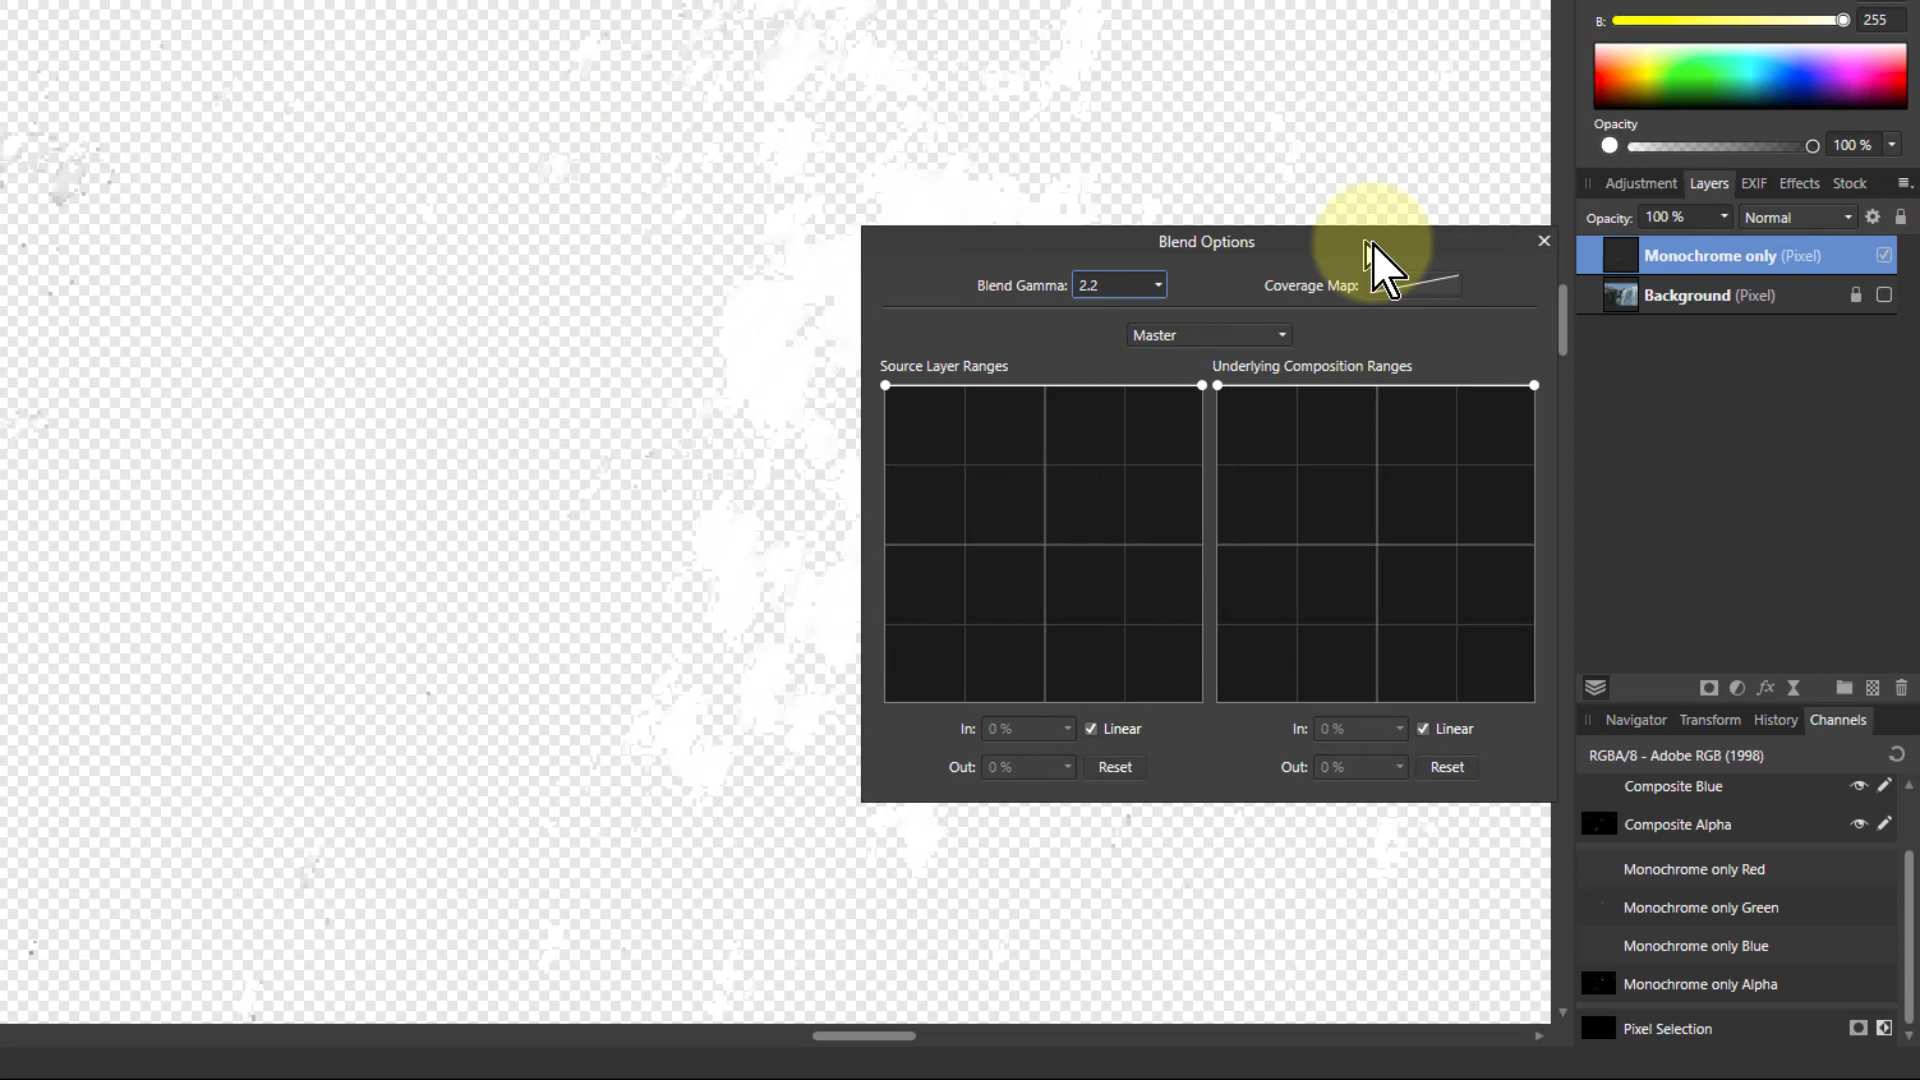 B: 255
Opacity
100 %
Adjustment Layers EXIF Effects Stock
Opacity: 100 % Normal
Monochrome only (Pixel)
Background (Pixel)
Blend Options
Blend Gamma: 2.2 Coverage Map:
Master
Source Layer Ranges Underlying Composition Ranges
In: 0 % Linear In: 0 % Linear
Out: 0 % Reset Out: 0 % Reset
fx
Navigator Transform History Channels
RGBA/8 - Adobe RGB (1998)
Composite Blue
Composite Alpha
Monochrome only Red
Monochrome only Green
Monochrome only Blue
Monochrome only Alpha
Pixel Selection